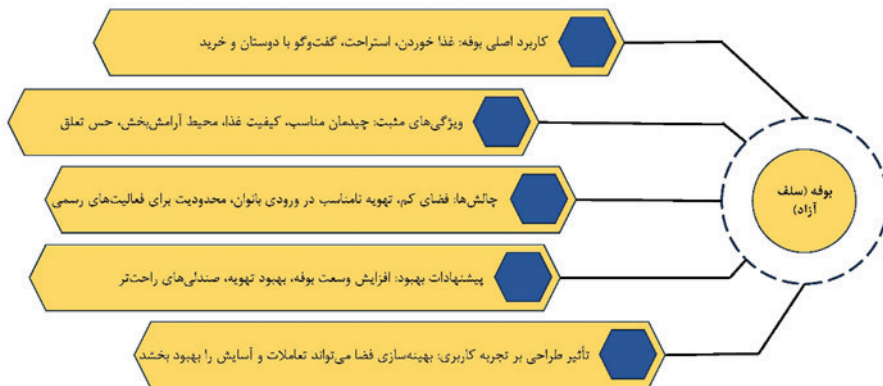 کاربرد اصلی بوفه: غذا خوردن، استراحت، گفت‌وگو با دوستان و خرید
ویژگی‌های مثبت: چیدمان مناسب، کیفیت غذا، محیط آرامش‌بخش، حس تعلق
بوفه (سلف
آزاد)
چالش‌ها: فضای کم، تهویه نامناسب در ورودی بانوان، محدودیت برای فعالیت‌های رسمی
پیشنهادات بهبود: افزایش وسعت بوفه، بهبود تهویه، صندلی‌های راحت‌تر
تأثیر طراحی بر تجربه کاربری: بهینه‌سازی فضا می‌تواند تعاملات و آسایش را بهبود بخشد